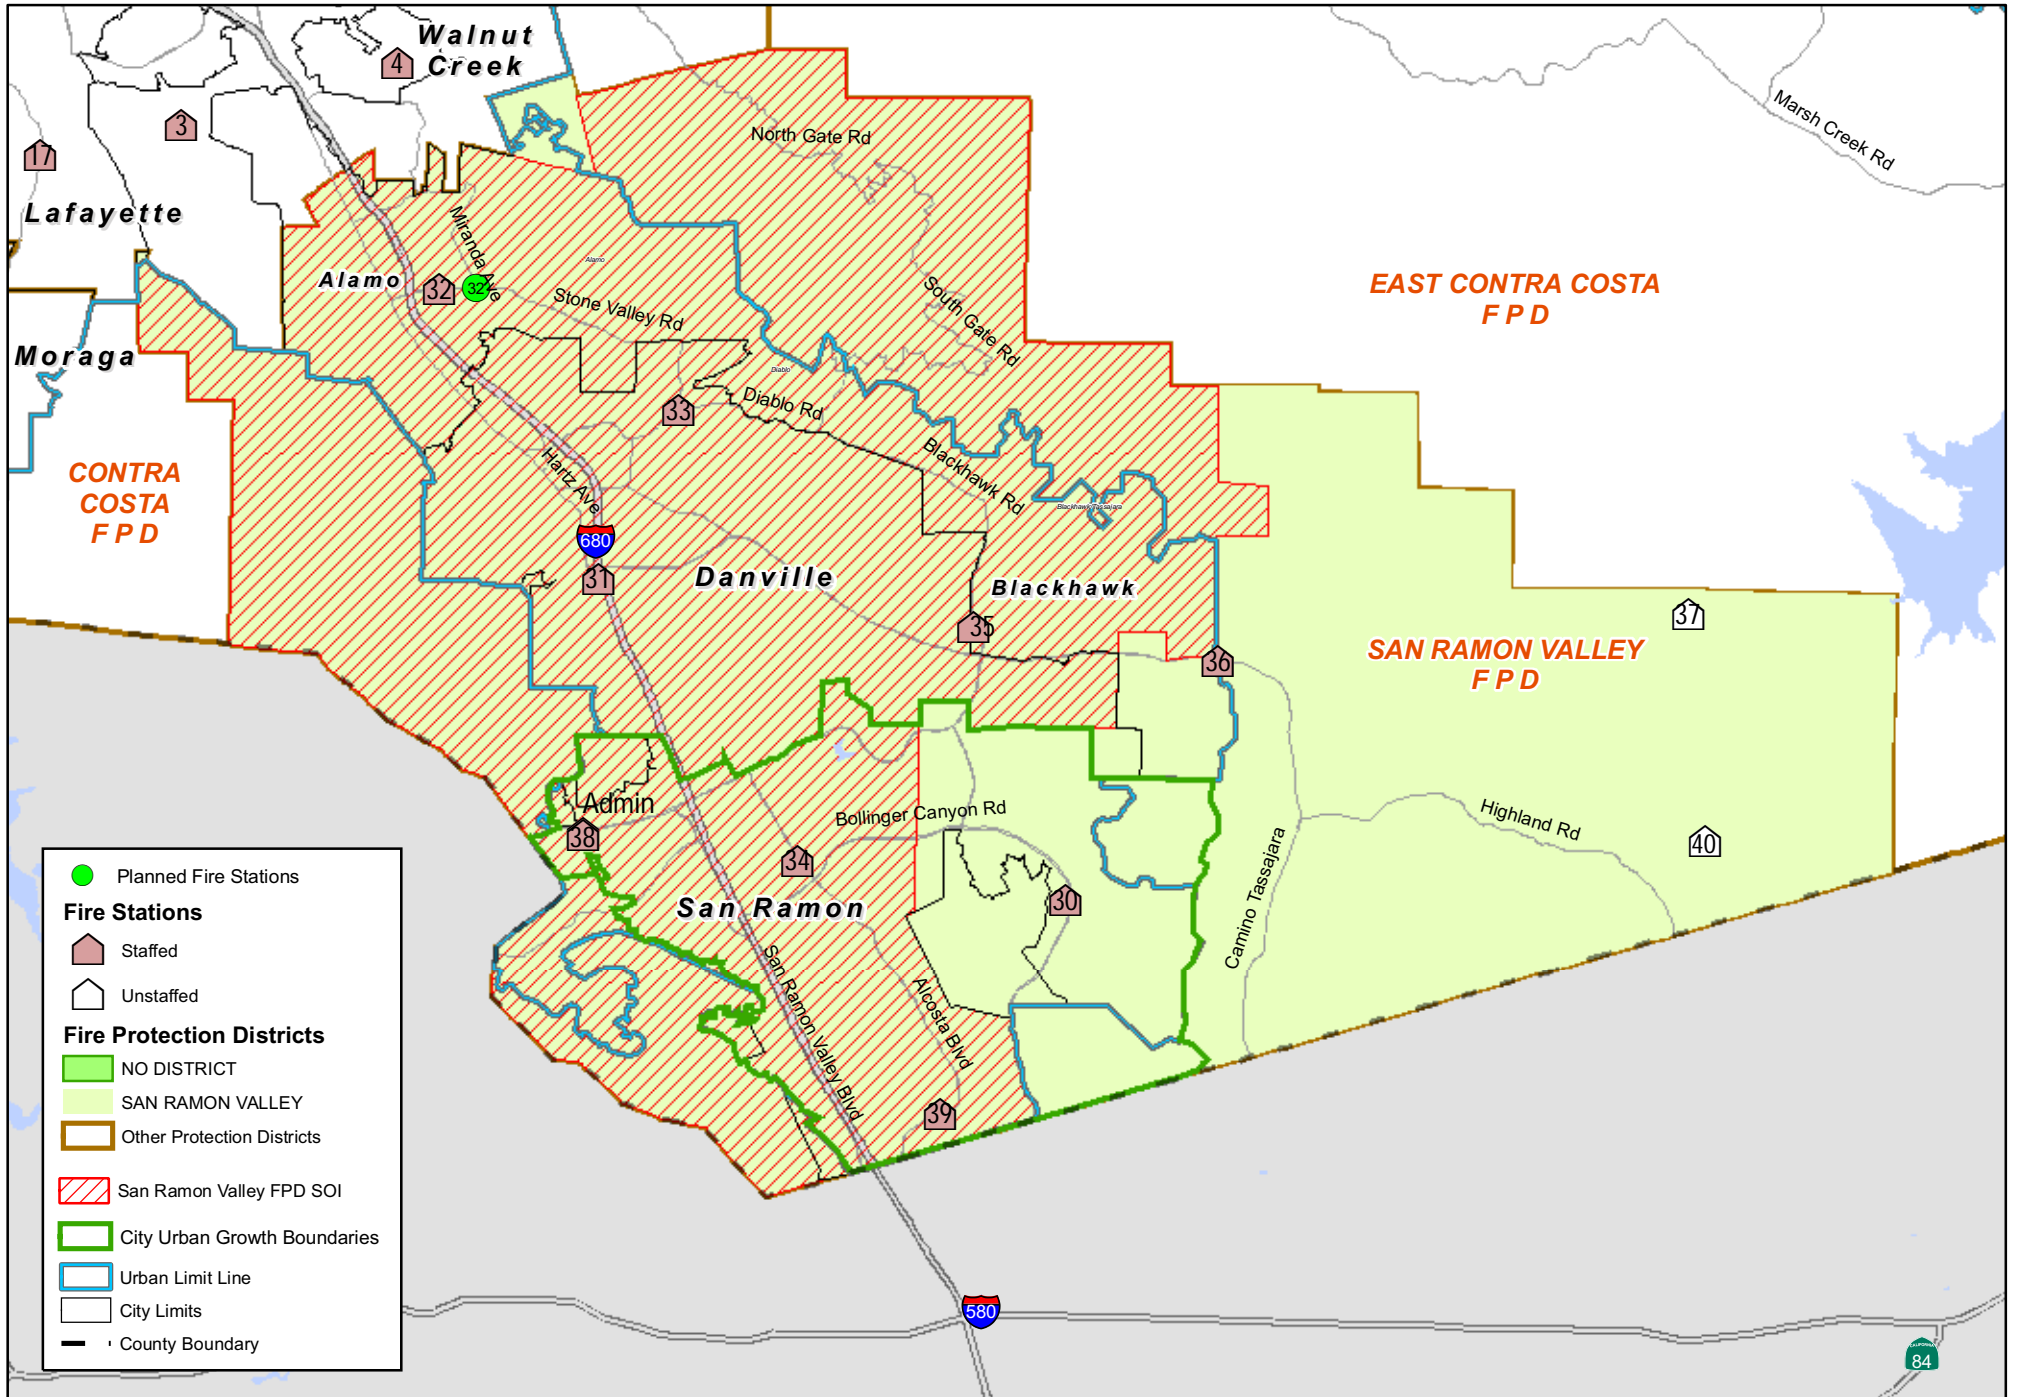 Walnut
Creek
4
3
17
North Gate Rd
Marsh Creek Rd
Lafayette
Miranda Ave
Alamo
Alamo
32
32
Stone Valley Rd
South Gate Rd
EAST CONTRA COSTA
F P D
Moraga
Diablo
33
Diablo Rd
Blackhawk Rd
CONTRA
COSTA
F P D
Hartz Ave
Blackhawk Tassajara
680
31
Danville
Blackhawk
35
36
37
SAN RAMON VALLEY
F P D
Admin
38
34
Bollinger Canyon Rd
Highland Rd
40
30
San Ramon
Camino Tassajara
San Ramon Valley Blvd
Alcosta Blvd
39
Planned Fire Stations
Fire Stations
Staffed
Unstaffed
Fire Protection Districts
NO DISTRICT
SAN RAMON VALLEY
Other Protection Districts
San Ramon Valley FPD SOI
City Urban Growth Boundaries
Urban Limit Line
City Limits
County Boundary
580
CALIFORNIA
84